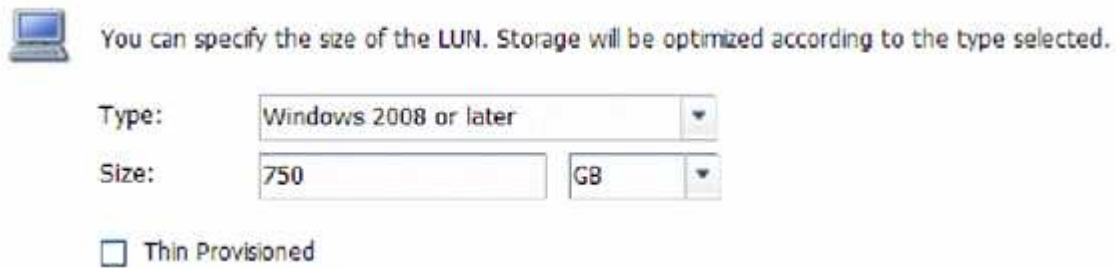 You can specify the size of the LUN. Storage will be optimized according to the type selected.
Type: Windows 2008 or later
Size: 750 GB
Thin Provisioned